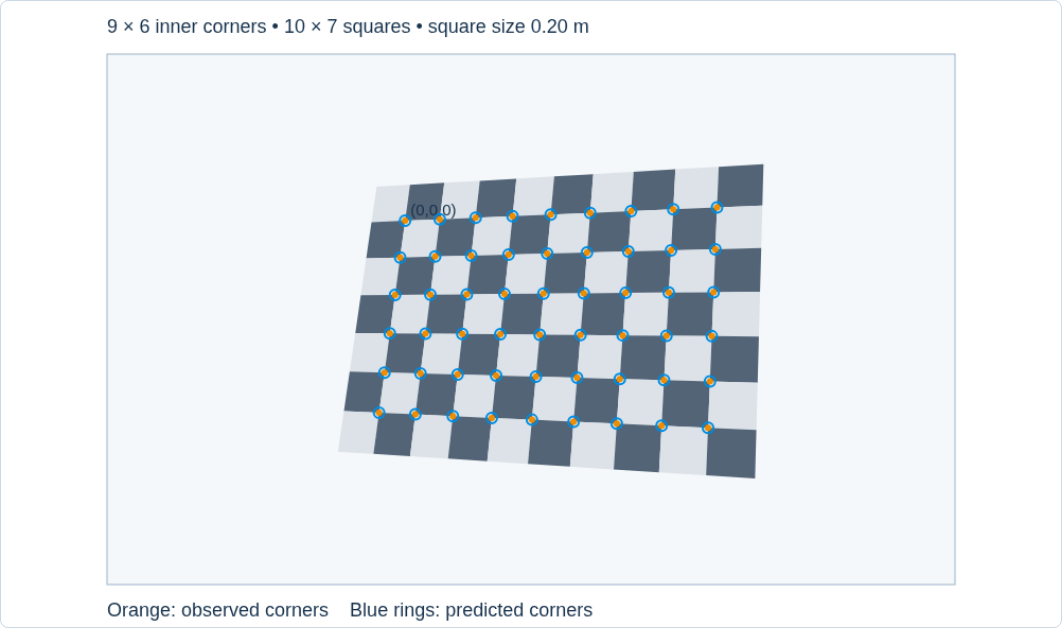 9 × 6 inner corners • 10 × 7 squares • square size 0.20 m
(0,0,0)
Orange: observed corners Blue rings: predicted corners